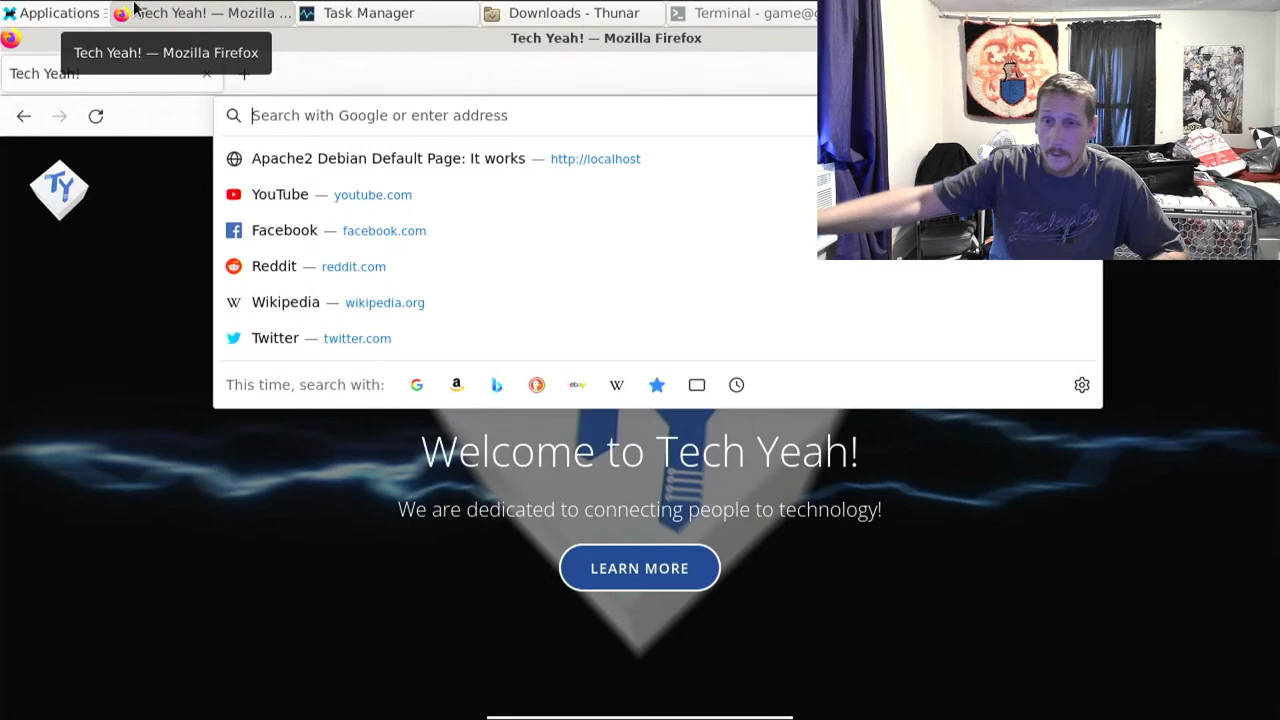 Applications
Tech Yeah! — Mozilla ...
Task Manager
Downloads - Thunar
Terminal - game@g
Tech Yeah! — Mozilla Firefox
Tech Yeah! — Mozilla Firefox
Tech Yeah!
Search with Google or enter address
Apache2 Debian Default Page: It works — http://localhost
YouTube — youtube.com
Facebook — facebook.com
Reddit — reddit.com
Wikipedia — wikipedia.org
Twitter — twitter.com
This time, search with:
TY
Welcome to Tech Yeah!
We are dedicated to connecting people to technology!
LEARN MORE